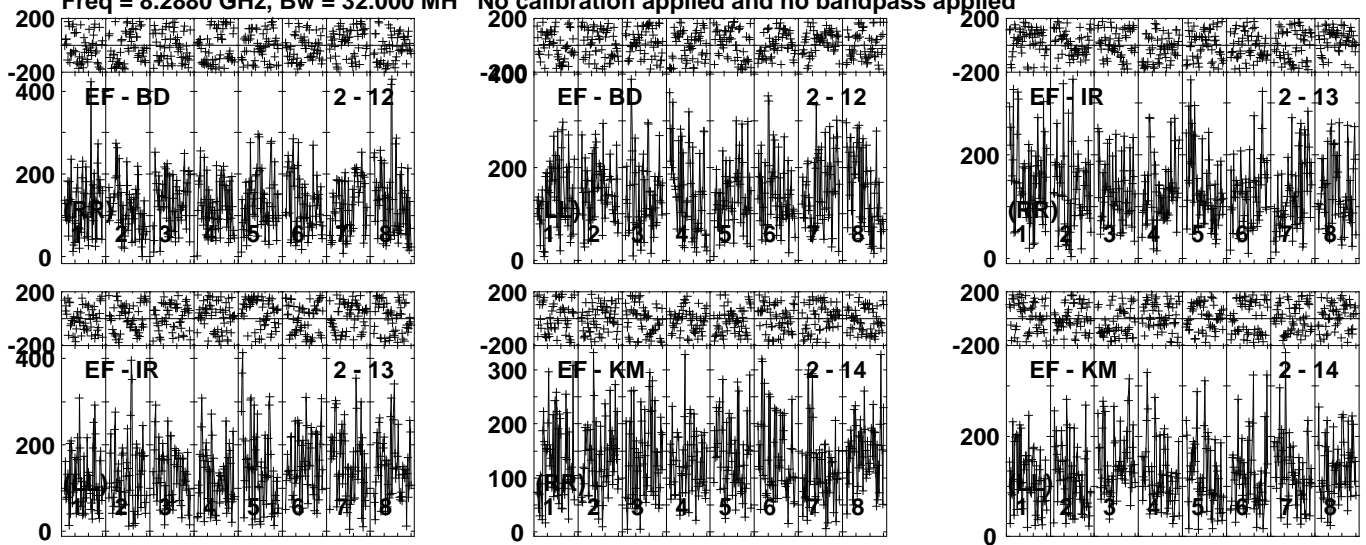 Freq = 8.2880 GHz, Bw = 32.000 MH No calibration applied and no bandpass applied
200
-200
400
EF - BD 2 - 12
200
(RR)
1 2 3 4 5 6 7 8
0
-200
400
EF - BD 2 - 12
200
(LL)
1 2 3 4 5 6 7 8
0
200
-200
EF - IR 2 - 13
200
(RR)
1 2 3 4 5 6 7 8
0
200
-200
400
EF - IR 2 - 13
200
(LL)
1 2 3 4 5 6 7 8
0
200
-200
300
EF - KM 2 - 14
200
100
(RR)
1 2 3 4 5 6 7 8
0
200
-200
EF - KM 2 - 14
200
(LL)
1 2 3 4 5 6 7 8
0